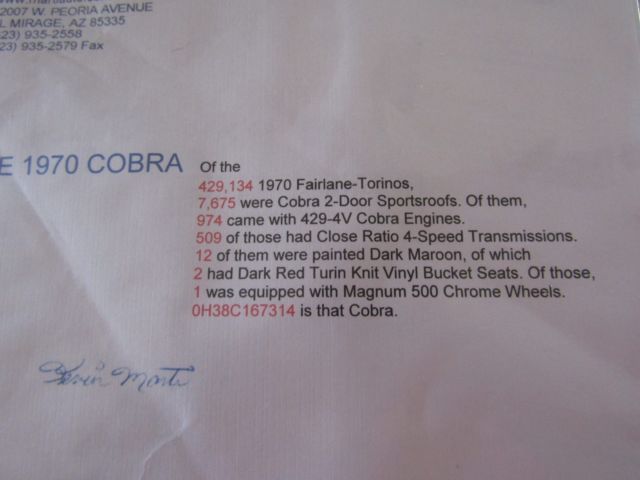 2007 W. PEORIA AVENUE
L MIRAGE, AZ 85335
23) 935-2558
23) 935-2579 Fax
E 1970 COBRA
Of the
429,134 1970 Fairlane-Torinos,
7,675 were Cobra 2-Door Sportsroofs. Of them,
974 came with 429-4V Cobra Engines.
509 of those had Close Ratio 4-Speed Transmissions.
12 of them were painted Dark Maroon, of which
2 had Dark Red Turin Knit Vinyl Bucket Seats. Of those,
1 was equipped with Magnum 500 Chrome Wheels.
0H38C167314 is that Cobra.
Kevin Marti